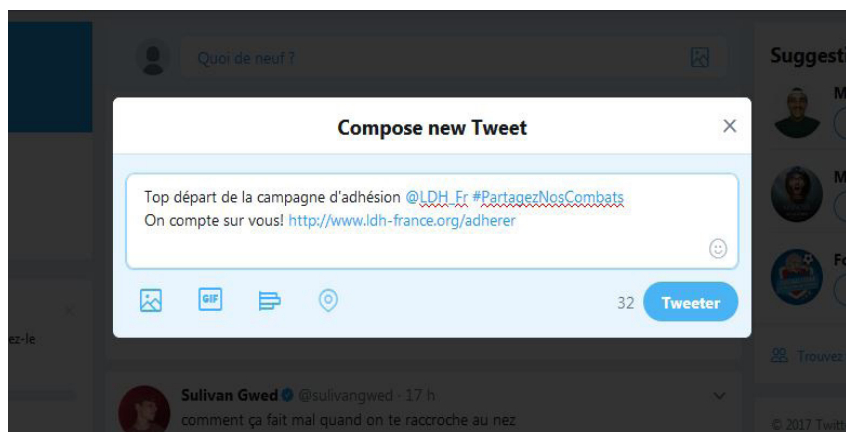 Quoi de neuf ?
Compose new Tweet
Top départ de la campagne d'adhésion @LDH_Fr #PartagezNosCombats
On compte sur vous! http://www.ldh-france.org/adherer
GIF
32 Tweeter
ez-le
Sulivan Gwed @sulivangwed · 17 h
comment ça fait mal quand on te raccroche au nez
Suggesti
M
M
Fo
Trouvez
© 2017 Twitt